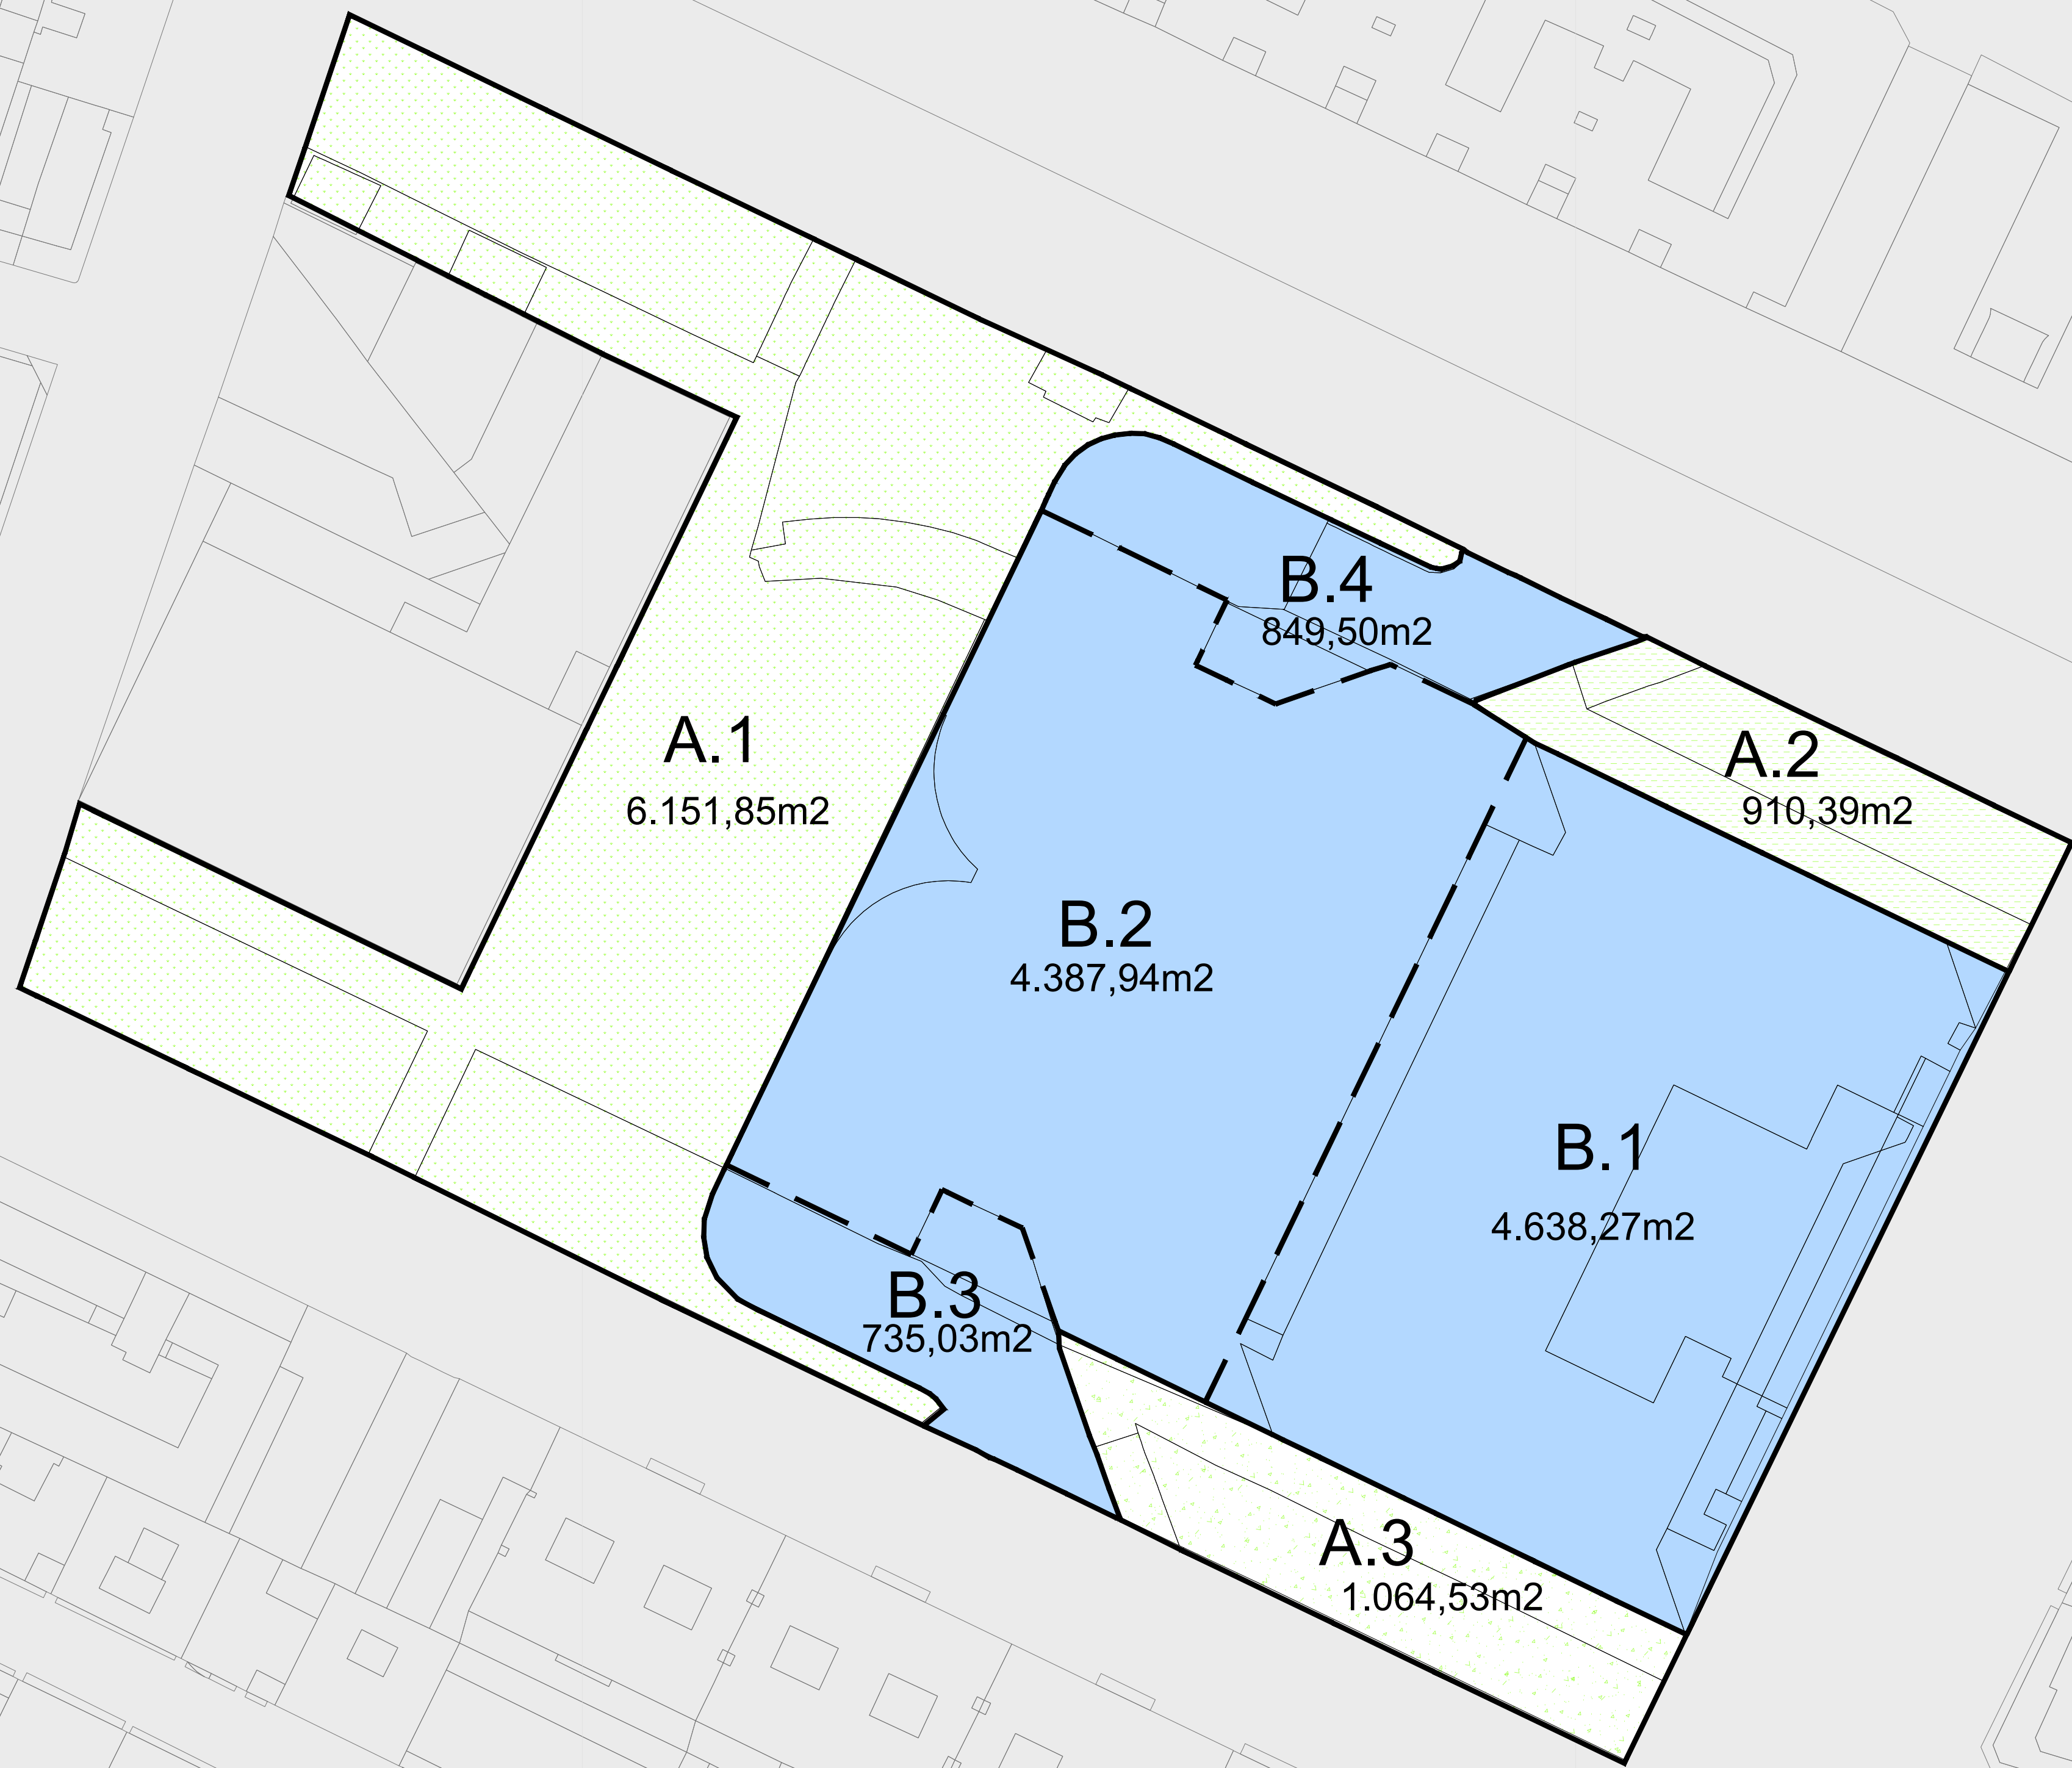 B.4
849,50m2
A.1
6.151,85m2
A.2
910,39m2
B.2
4.387,94m2
B.1
4.638,27m2
B.3
735,03m2
A.3
1.064,53m2